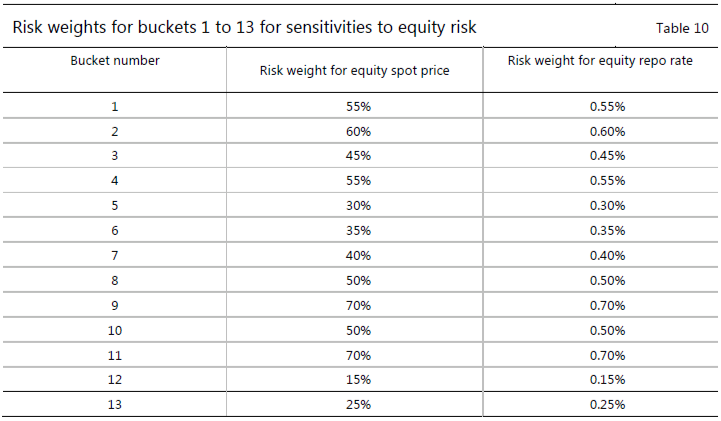 Risk weights for buckets 1 to 13 for sensitivities to equity risk Table 10
Bucket number Risk weight for equity spot price Risk weight for equity repo rate
1 55% 0.55%
2 60% 0.60%
3 45% 0.45%
4 55% 0.55%
5 30% 0.30%
6 35% 0.35%
7 40% 0.40%
8 50% 0.50%
9 70% 0.70%
10 50% 0.50%
11 70% 0.70%
12 15% 0.15%
13 25% 0.25%